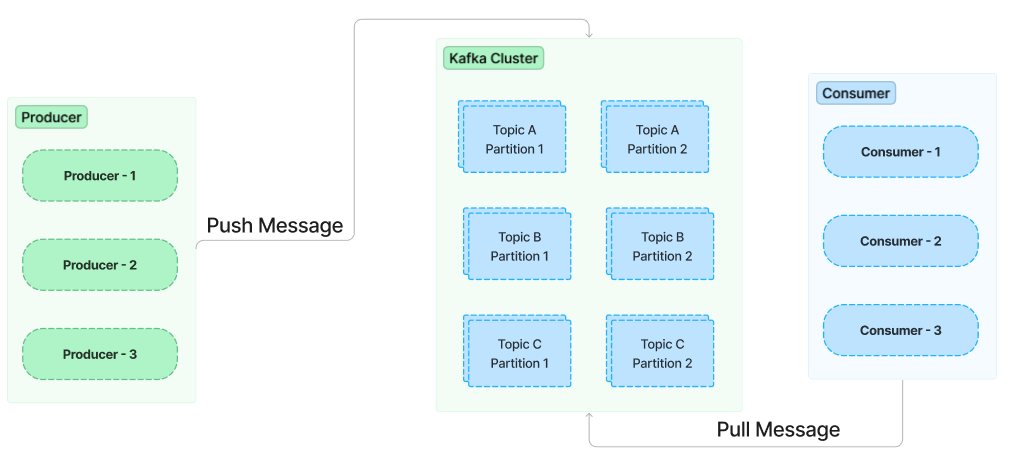 Producer
Producer - 1
Producer - 2
Producer - 3
Push Message
Kafka Cluster
Topic A
Partition 1
Topic A
Partition 2
Topic B
Partition 1
Topic B
Partition 2
Topic C
Partition 1
Topic C
Partition 2
Consumer
Consumer - 1
Consumer - 2
Consumer - 3
Pull Message